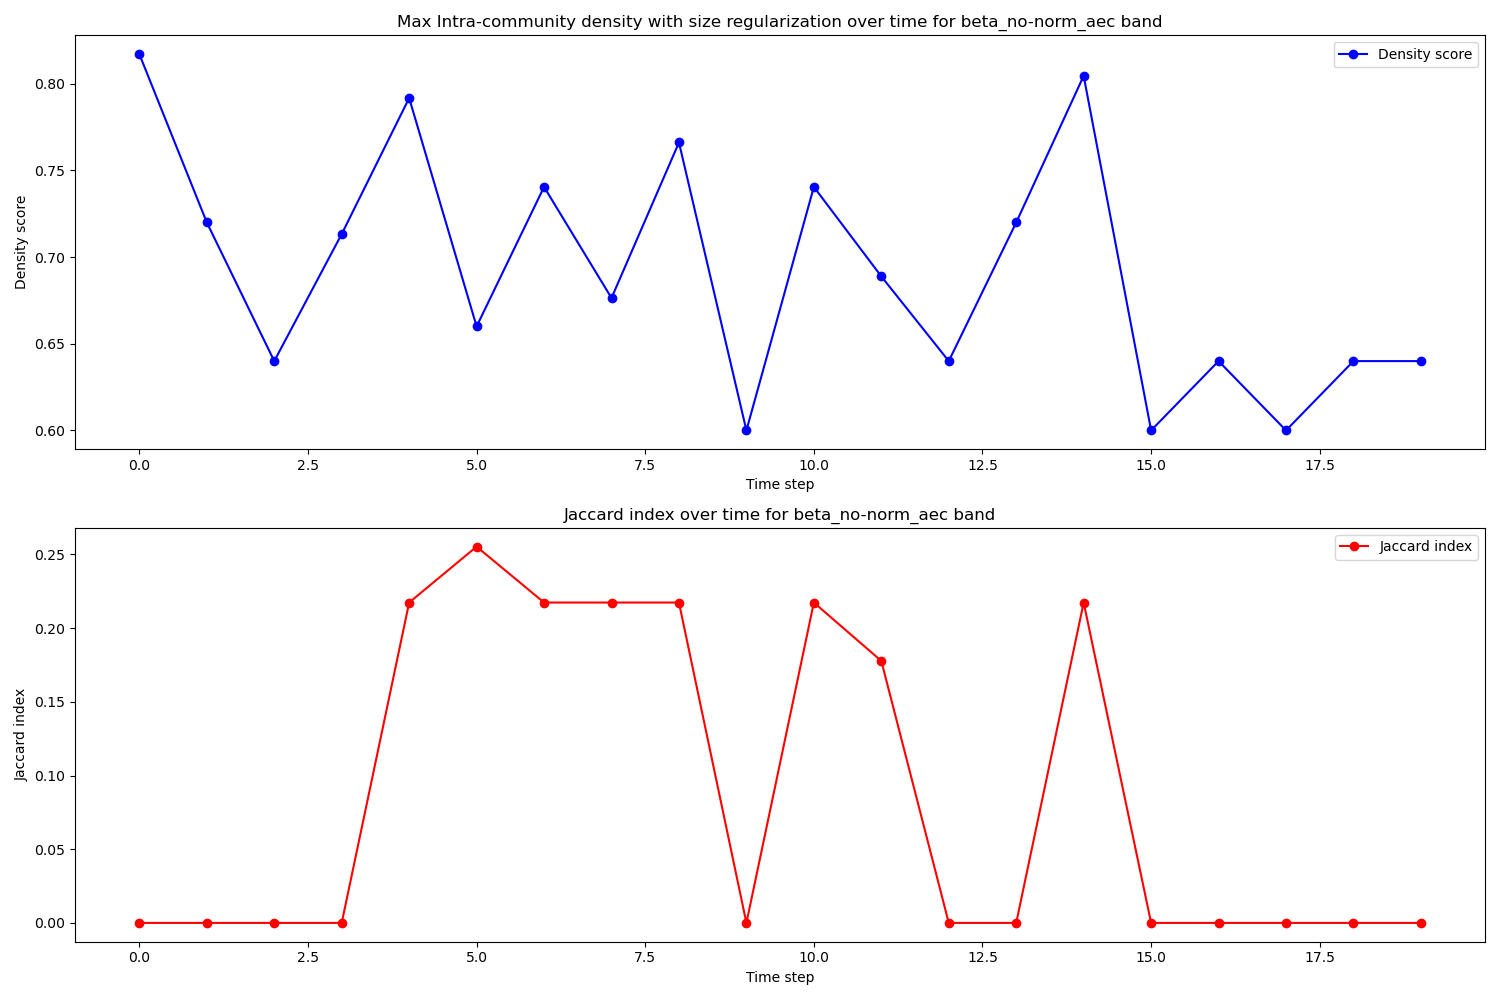 Max Intra-community density with size regularization over time for beta_no-norm_aec band
Density score
0.80
0.75
0.70
0.65
0.60
Density score
0.0 2.5 5.0 7.5 10.0 12.5 15.0 17.5
Time step
Jaccard index over time for beta_no-norm_aec band
Jaccard index
0.25
0.20
0.15
0.10
0.05
0.00
Jaccard index
0.0 2.5 5.0 7.5 10.0 12.5 15.0 17.5
Time step